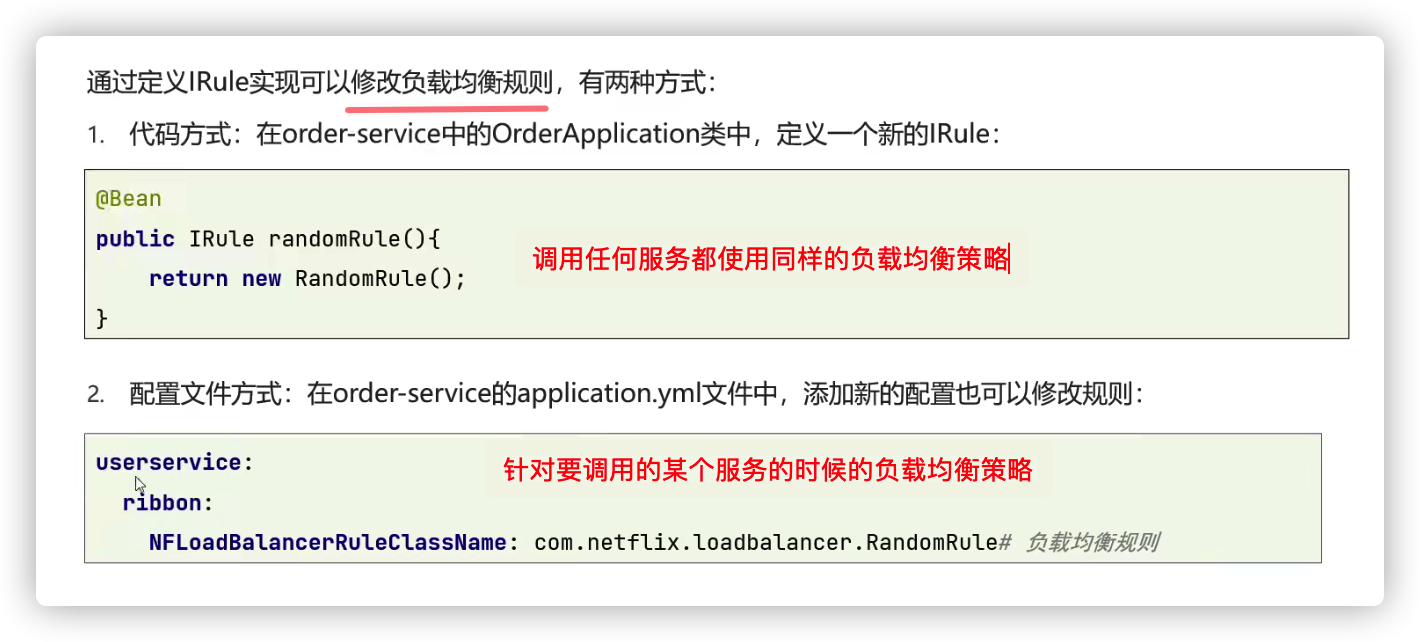 通过定义IRule实现可以修改负载均衡规则，有两种方式：
1. 代码方式：在order-service中的OrderApplication类中，定义一个新的IRule：
@Bean
public IRule randomRule(){
调用任何服务都使用同样的负载均衡策略
return new RandomRule();
}
2. 配置文件方式：在order-service的application.yml文件中，添加新的配置也可以修改规则：
userservice:
针对要调用的某个服务的时候的负载均衡策略
ribbon:
NFLoadBalancerRuleClassName: com.netflix.loadbalancer.RandomRule# 负载均衡规则